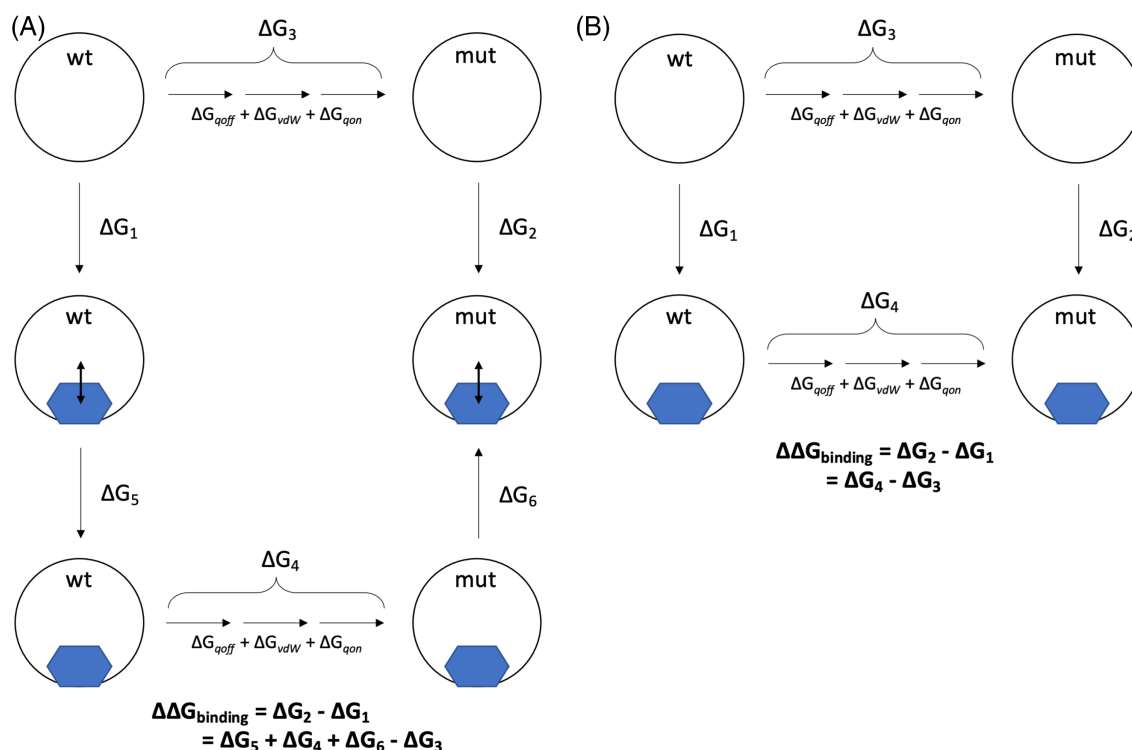 (A)
wt
ΔG3
mut
ΔGqoff + ΔGvdW + ΔGqon
ΔG1
ΔG2
wt
mut
ΔG5
ΔG6
wt
ΔG4
mut
ΔGqoff + ΔGvdW + ΔGqon
ΔΔGbinding = ΔG2 - ΔG1
= ΔG5 + ΔG4 + ΔG6 - ΔG3
(B)
wt
ΔG3
mut
ΔGqoff + ΔGvdW + ΔGqon
ΔG1
ΔG2
wt
ΔG4
mut
ΔGqoff + ΔGvdW + ΔGqon
ΔΔGbinding = ΔG2 - ΔG1
= ΔG4 - ΔG3